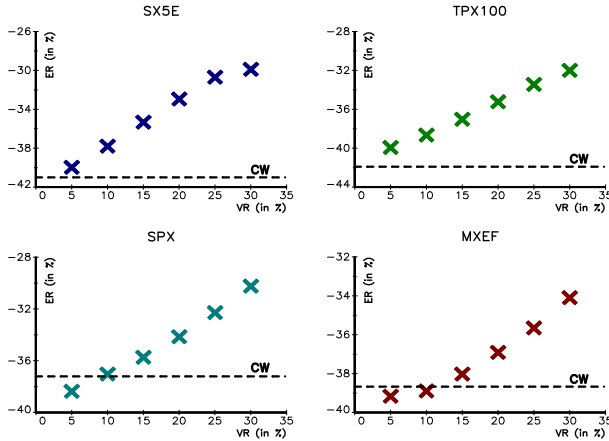 SX5E
ER (in %)
-26
-30
-34
-38
-42
CW
0 5 10 15 20 25 30 35
VR (in %)
TPX100
ER (in %)
-28
-32
-36
-40
-44
CW
0 5 10 15 20 25 30 35
VR (in %)
SPX
ER (in %)
-28
-32
-36
-40
CW
0 5 10 15 20 25 30 35
VR (in %)
MXEF
ER (in %)
-32
-34
-36
-38
-40
CW
0 5 10 15 20 25 30 35
VR (in %)